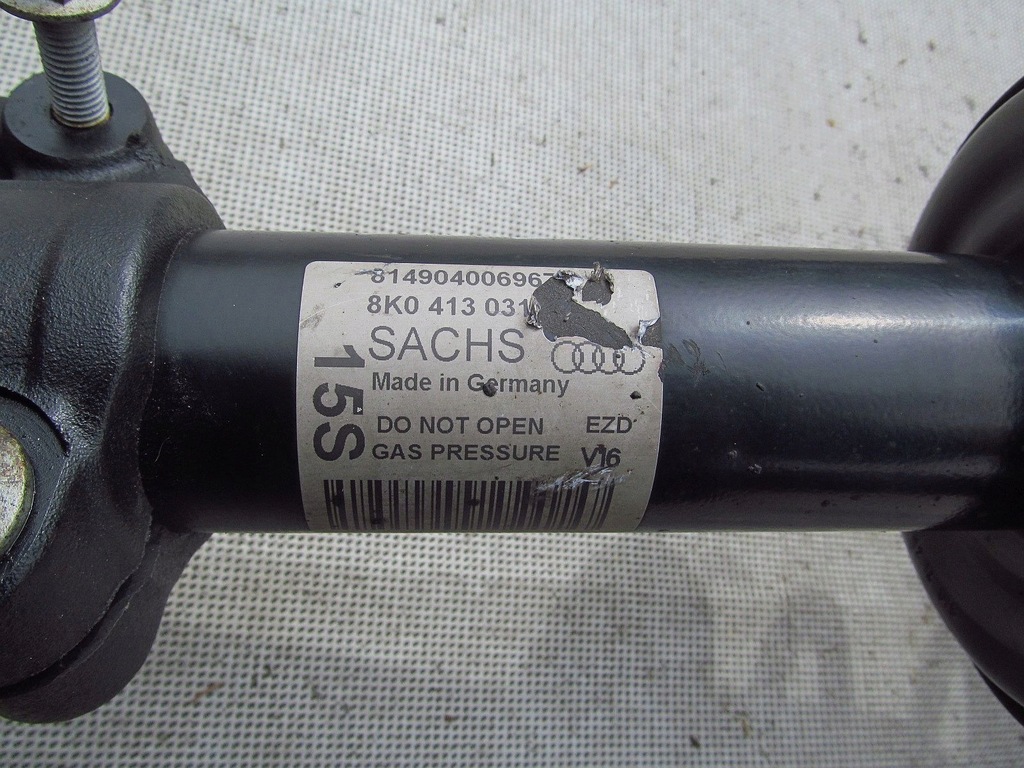 81490400696
8K0 413 031
SACHS
Made in Germany
DO NOT OPEN EZD
GAS PRESSURE V16
15S